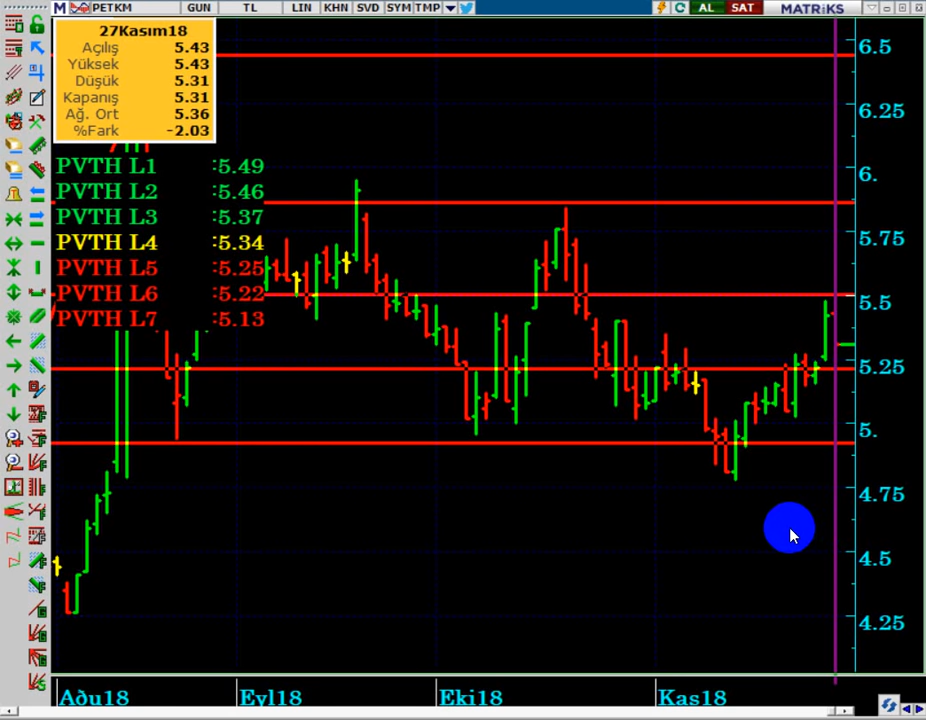 M PETKM GUN TL LIN KHN SVD SYM TMP AL SAT MATRiKS
27Kasım18
Açılış 5.43
Yüksek 5.43
Düşük 5.31
Kapanış 5.31
Ağ. Ort 5.36
%Fark -2.03
PVTH L1 :5.49
PVTH L2 :5.46
PVTH L3 :5.37
PVTH L4 :5.34
PVTH L5 :5.25
PVTH L6 :5.22
PVTH L7 :5.13
6.5
6.25
6.
5.75
5.5
5.25
5.
4.75
4.5
4.25
Aðu18 Eyl18 Eki18 Kas18